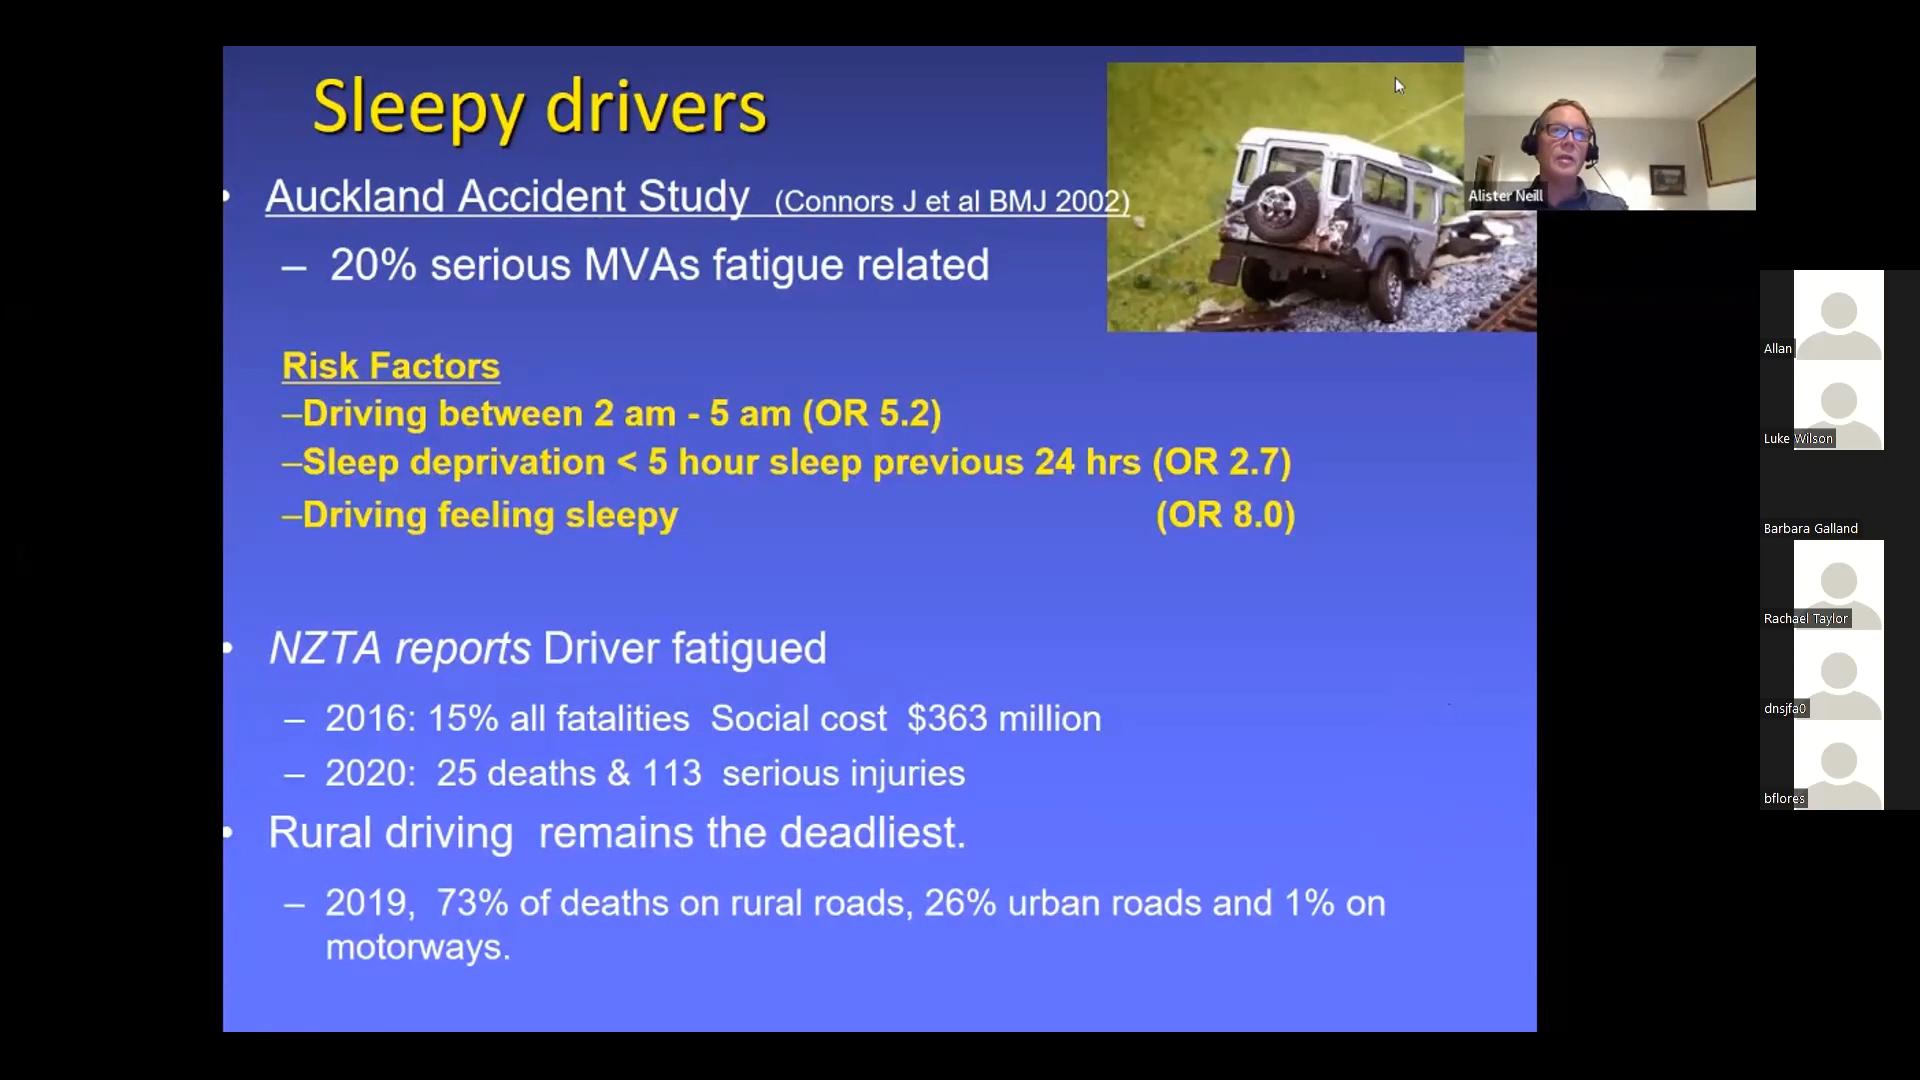 Sleepy drivers
• Auckland Accident Study (Connors J et al BMJ 2002)
– 20% serious MVAs fatigue related
Risk Factors
–Driving between 2 am - 5 am (OR 5.2)
–Sleep deprivation < 5 hour sleep previous 24 hrs (OR 2.7)
–Driving feeling sleepy (OR 8.0)
• NZTA reports Driver fatigued
– 2016: 15% all fatalities Social cost $363 million
– 2020: 25 deaths & 113 serious injuries
• Rural driving remains the deadliest.
– 2019, 73% of deaths on rural roads, 26% urban roads and 1% on
motorways.
Alister Neill
Allan
Luke Wilson
Barbara Galland
Rachael Taylor
dnsjfa0
bflores